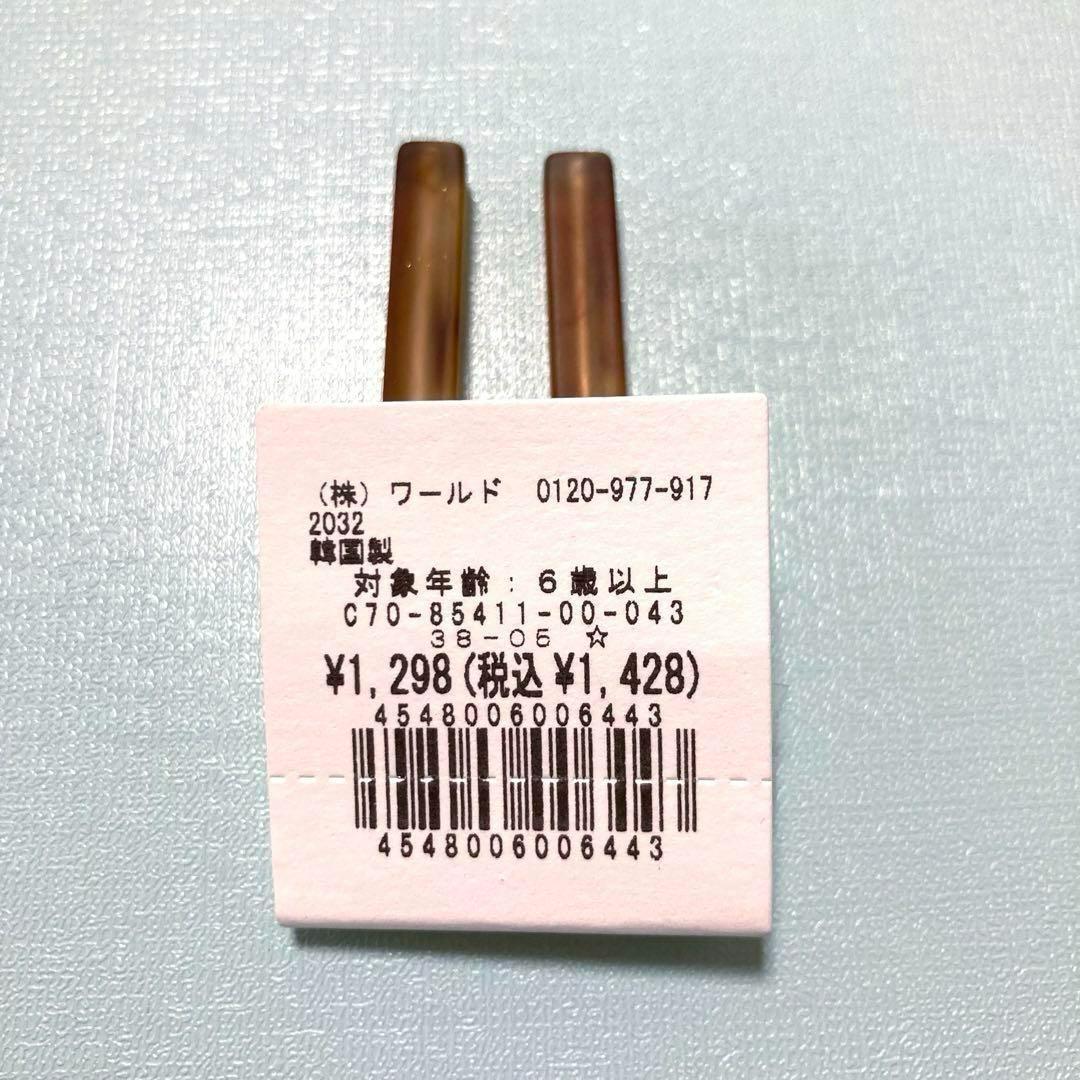 (株) ワールド 0120-977-917
2032
韓国製
対象年齢:6歳以上
C70-85411-00-043
38-05 ☆
¥1,298(税込¥1,428)
4548006006443
4548006006443